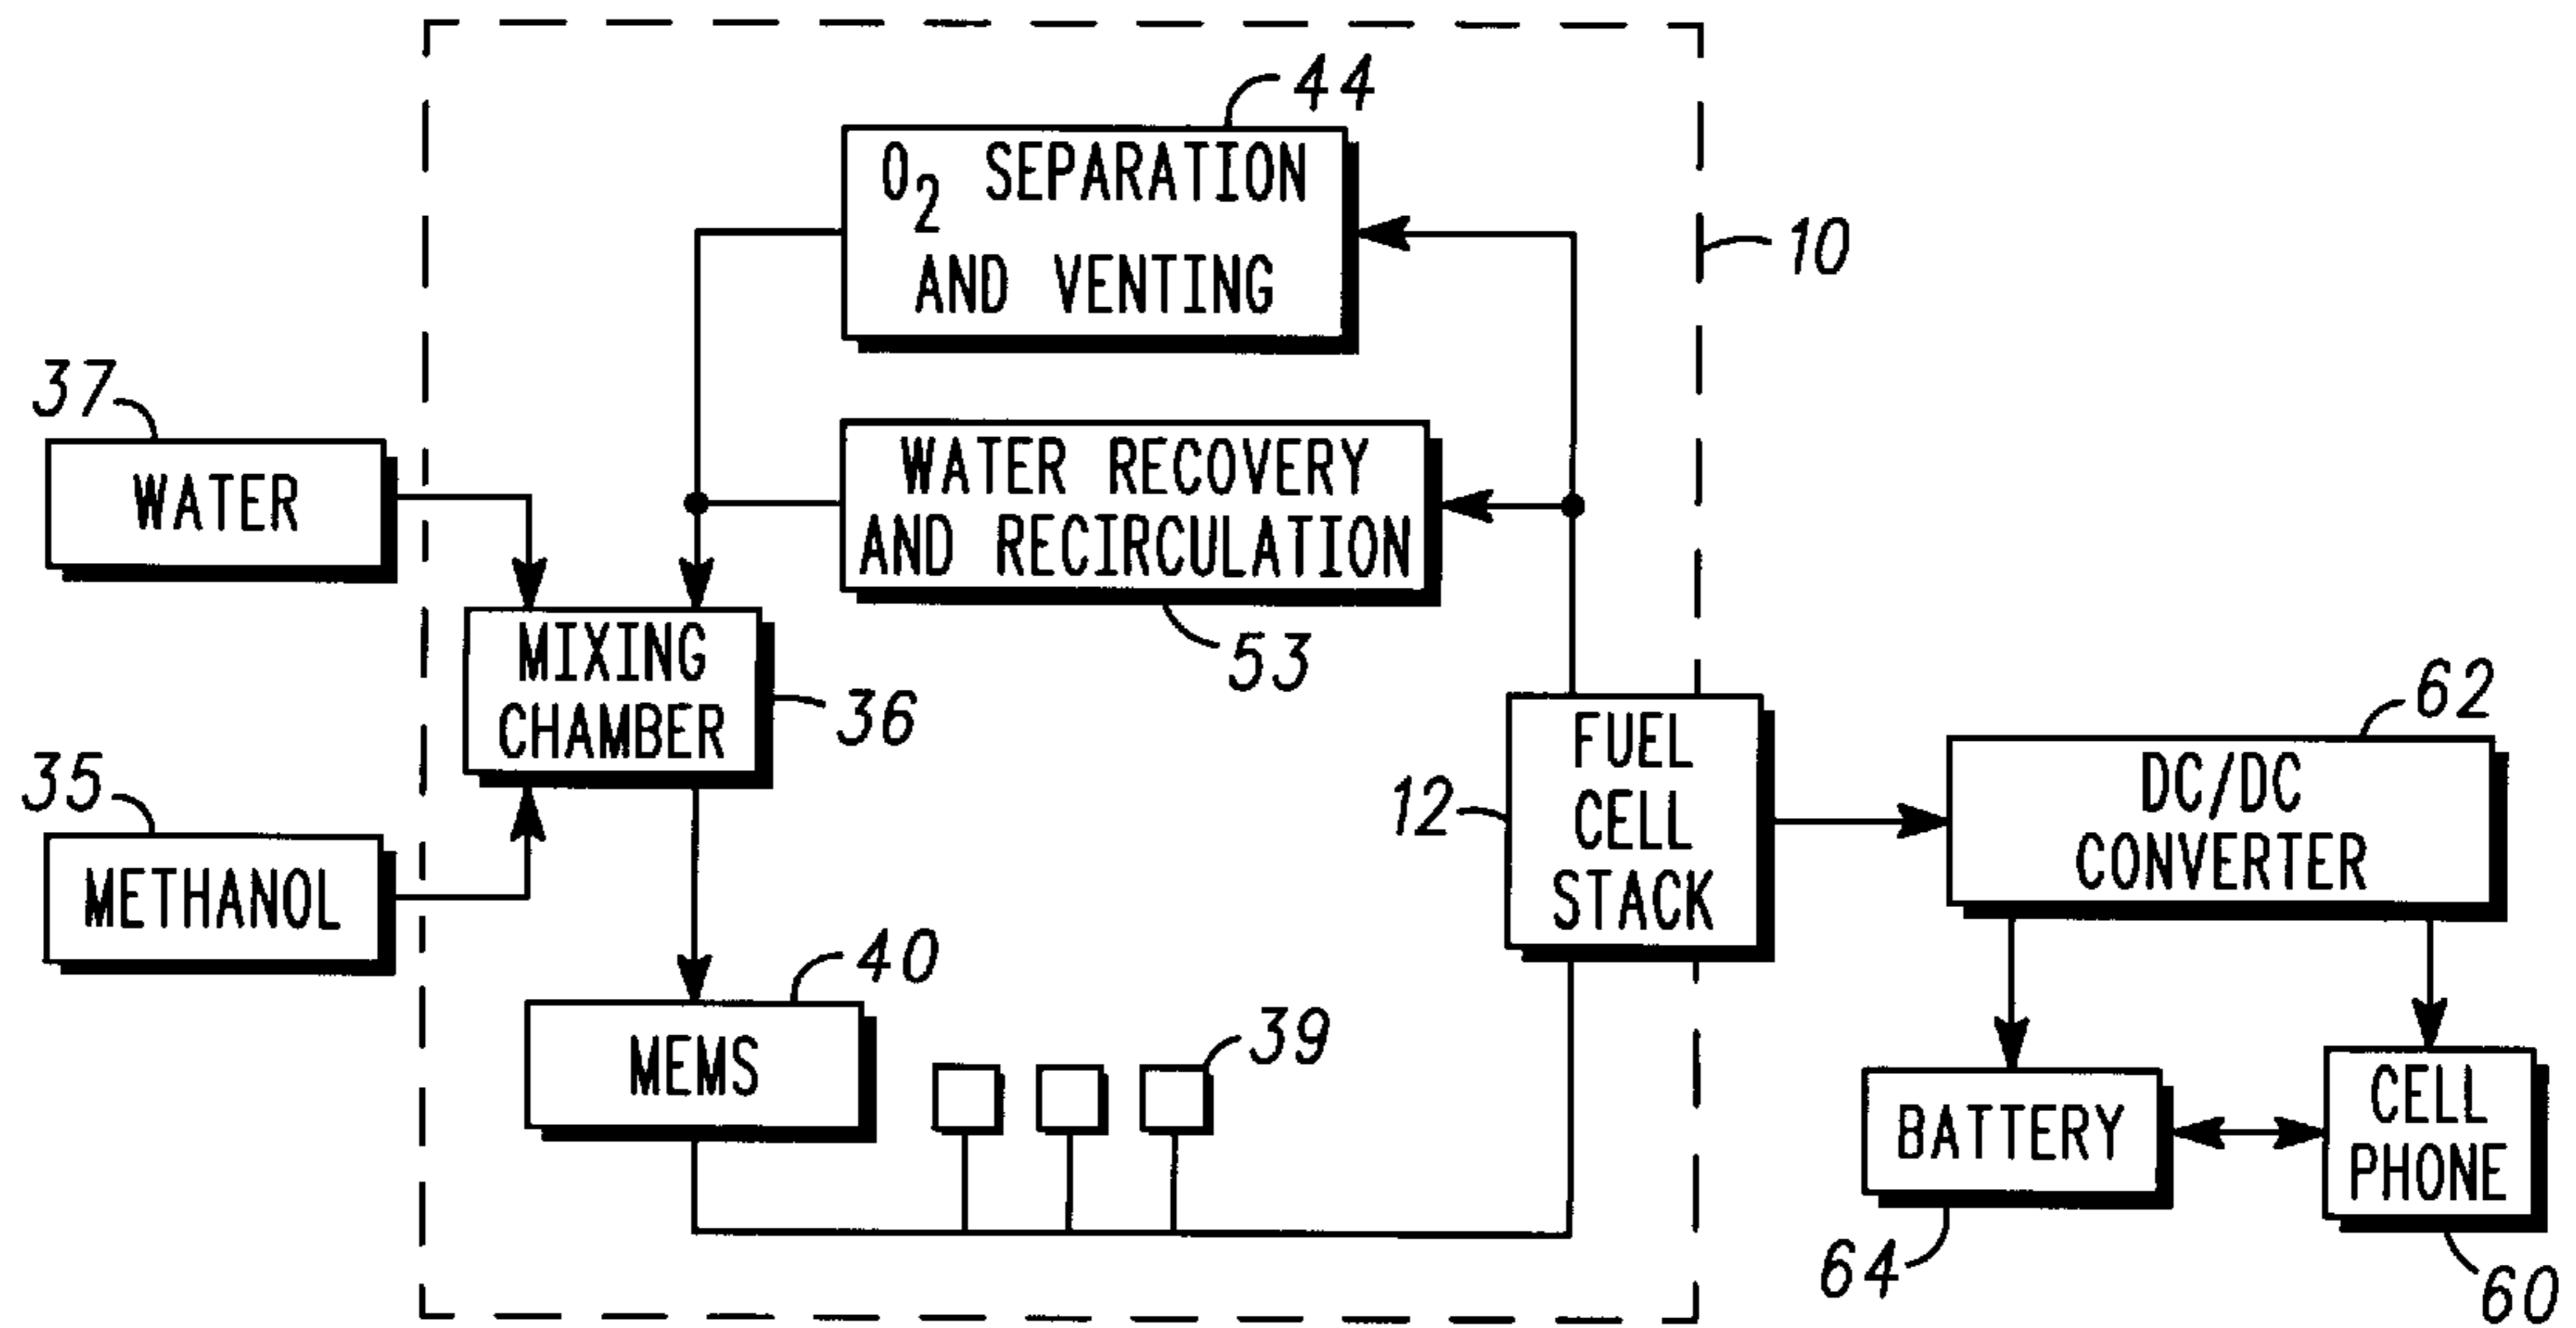 44
O2 SEPARATION
AND VENTING
10
37
WATER
WATER RECOVERY
AND RECIRCULATION
53
MIXING
CHAMBER
36
35
METHANOL
12
FUEL
CELL
STACK
62
DC/DC
CONVERTER
40
MEMS
39
BATTERY
64
CELL
PHONE
60